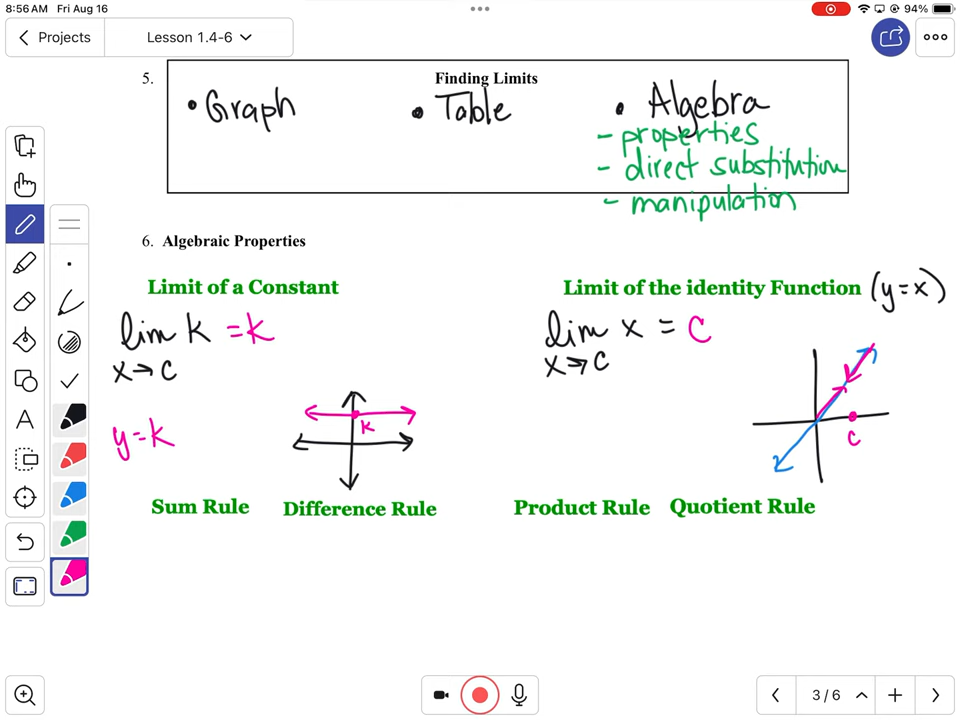 8:56 AM Fri Aug 16
94%
Projects
Lesson 1.4-6
5.
Finding Limits
• Graph
• Table
• Algebra
- properties
- direct substitution
- manipulation
6. Algebraic Properties
Limit of a Constant
Limit of the identity Function (y=x)
lim k = k
x→c
lim x = c
x→c
y=k
k
c
Sum Rule
Difference Rule
Product Rule
Quotient Rule
A
3 / 6